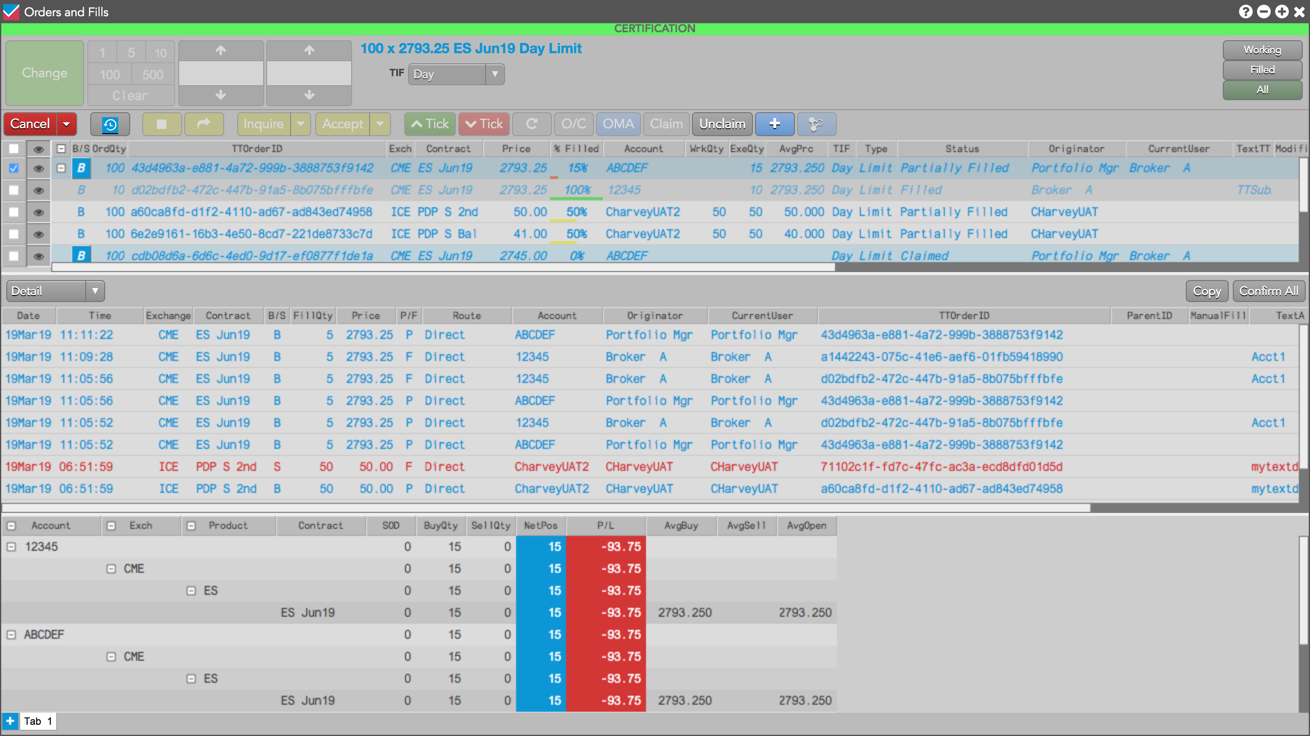 Orders and Fills
CERTIFICATION
Change
1 5 10
100 500
Clear
100 x 2793.25 ES Jun19 Day Limit
TIF Day
Working
Filled
All
Cancel Inquire Accept Tick Tick C O/C OMA Claim Unclaim
B/S OrdQty TTOrderID Exch Contract Price % Filled Account WrkQty ExeQty AvgPrc TIF Type Status Originator CurrentUser TextTT Modifi
B 100 43d4963a-e881-4a72-999b-3888753f9142 CME ES Jun19 2793.25 15% ABCDEF 15 2793.250 Day Limit Partially Filled Portfolio Mgr Broker A
B 10 d02bdfb2-472c-447b-91a5-8b075bfffbfe CME ES Jun19 2793.25 100% 12345 10 2793.250 Day Limit Filled Broker A TTSub
B 100 a60ca8fd-d1f2-4110-ad67-ad843ed74958 ICE PDP S 2nd 50.00 50% CharveyUAT2 50 50 50.000 Day Limit Partially Filled CHarveyUAT
B 100 6e2e9161-16b3-4e50-8cd7-221de8733c7d ICE PDP S Bal 41.00 50% CharveyUAT2 50 50 40.000 Day Limit Partially Filled CHarveyUAT
B 100 cdb08d6a-6d6c-4ed0-9d17-ef0877f1de1a CME ES Jun19 2745.00 0% ABCDEF Day Limit Claimed Portfolio Mgr Broker A
Detail Copy Confirm All
Date Time Exchange Contract B/S FillQty Price P/F Route Account Originator CurrentUser TTOrderID ParentID ManualFill TextA
19Mar19 11:11:22 CME ES Jun19 B 5 2793.25 P Direct ABCDEF Portfolio Mgr Portfolio Mgr 43d4963a-e881-4a72-999b-3888753f9142
19Mar19 11:09:28 CME ES Jun19 B 5 2793.25 F Direct 12345 Broker A Broker A a1442243-075c-41e6-aef6-01fb59418990 Acct1
19Mar19 11:05:56 CME ES Jun19 B 5 2793.25 F Direct 12345 Broker A Broker A d02bdfb2-472c-447b-91a5-8b075bfffbfe Acct1
19Mar19 11:05:56 CME ES Jun19 B 5 2793.25 P Direct ABCDEF Portfolio Mgr Portfolio Mgr 43d4963a-e881-4a72-999b-3888753f9142
19Mar19 11:05:52 CME ES Jun19 B 5 2793.25 P Direct 12345 Broker A Broker A d02bdfb2-472c-447b-91a5-8b075bfffbfe Acct1
19Mar19 11:05:52 CME ES Jun19 B 5 2793.25 P Direct ABCDEF Portfolio Mgr Portfolio Mgr 43d4963a-e881-4a72-999b-3888753f9142
19Mar19 06:51:59 ICE PDP S 2nd S 50 50.00 F Direct CharveyUAT2 CHarveyUAT CHarveyUAT 71102c1f-fd7c-47fc-ac3a-ecd8dfd01d5d mytextd
19Mar19 06:51:59 ICE PDP S 2nd B 50 50.00 P Direct CharveyUAT2 CHarveyUAT CHarveyUAT a60ca8fd-d1f2-4110-ad67-ad843ed74958 mytextd
Account Exch Product Contract SOD BuyQty SellQty NetPos P/L AvgBuy AvgSell AvgOpen
12345 0 15 0 15 -93.75
CME 0 15 0 15 -93.75
ES 0 15 0 15 -93.75
ES Jun19 0 15 0 15 -93.75 2793.250 2793.250
ABCDEF 0 15 0 15 -93.75
CME 0 15 0 15 -93.75
ES 0 15 0 15 -93.75
ES Jun19 0 15 0 15 -93.75 2793.250 2793.250
+ Tab 1